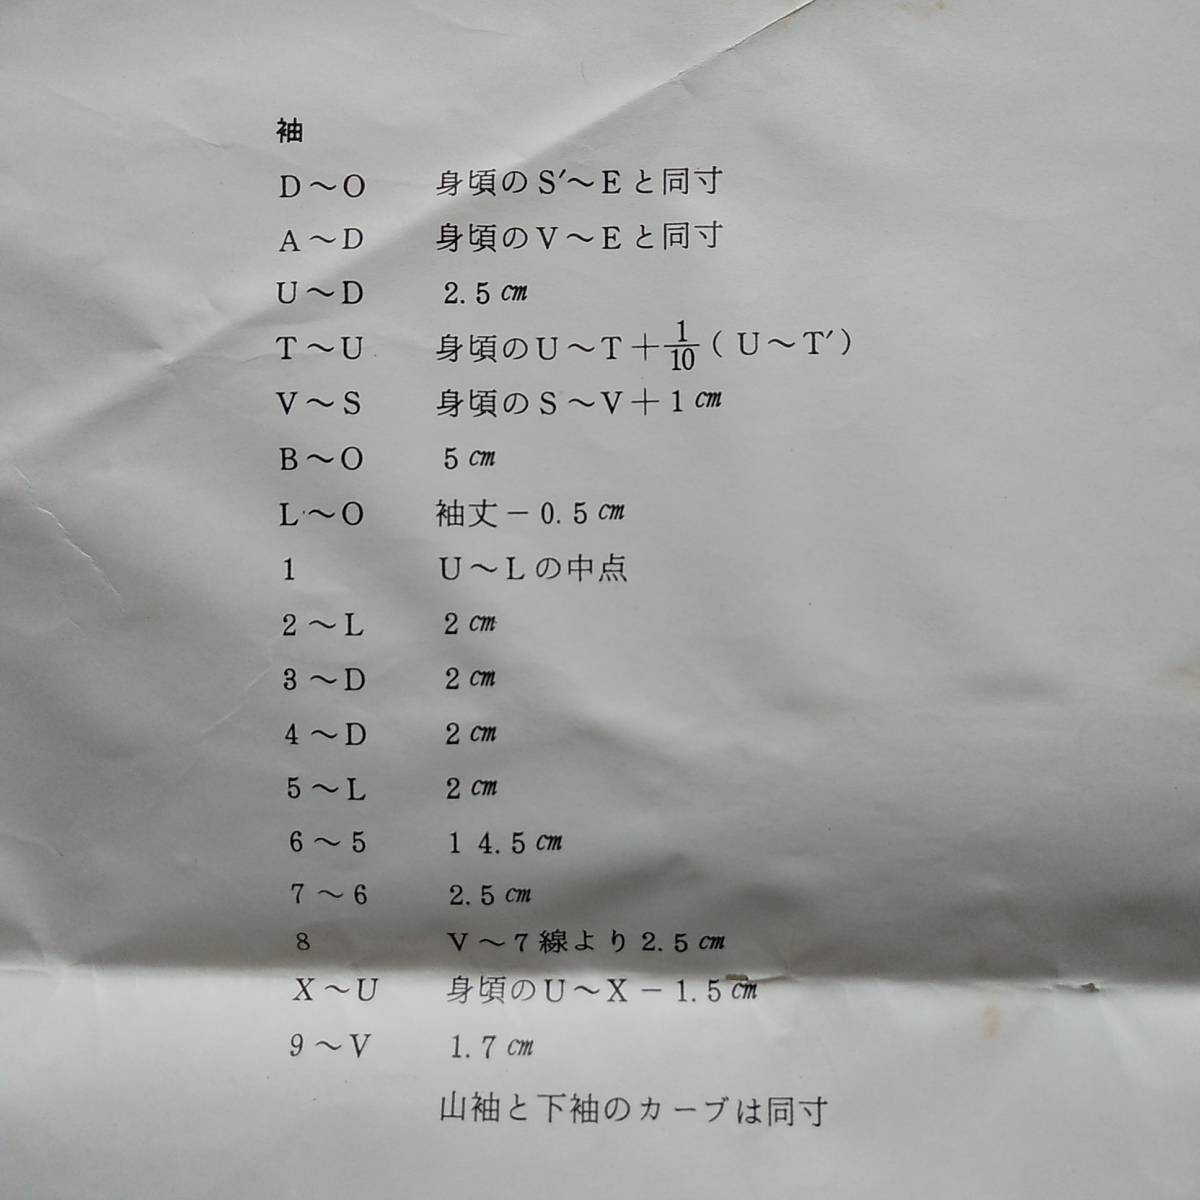 袖
D～O 身頃のS′～Eと同寸
A～D 身頃のV～Eと同寸
U～D 2.5㎝
T～U 身頃のU～T＋1/10（U～T′）
V～S 身頃のS～V＋1㎝
B～O 5㎝
L～O 袖丈－0.5㎝
1 U～Lの中点
2～L 2㎝
3～D 2㎝
4～D 2㎝
5～L 2㎝
6～5 14.5㎝
7～6 2.5㎝
8 V～7線より2.5㎝
X～U 身頃のU～X－1.5㎝
9～V 1.7㎝
山袖と下袖のカーブは同寸